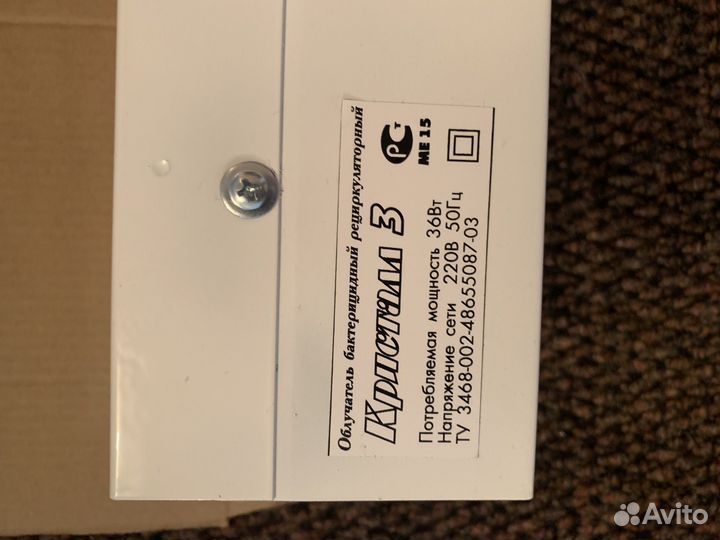 Облучатель бактерицидный рециркуляторный
Кристалл 3
Потребляемая мощность 36Вт
Напряжение сети 220В 50Гц
ТУ 3468-002-48655087-03
РСт
МЕ 15
Avito